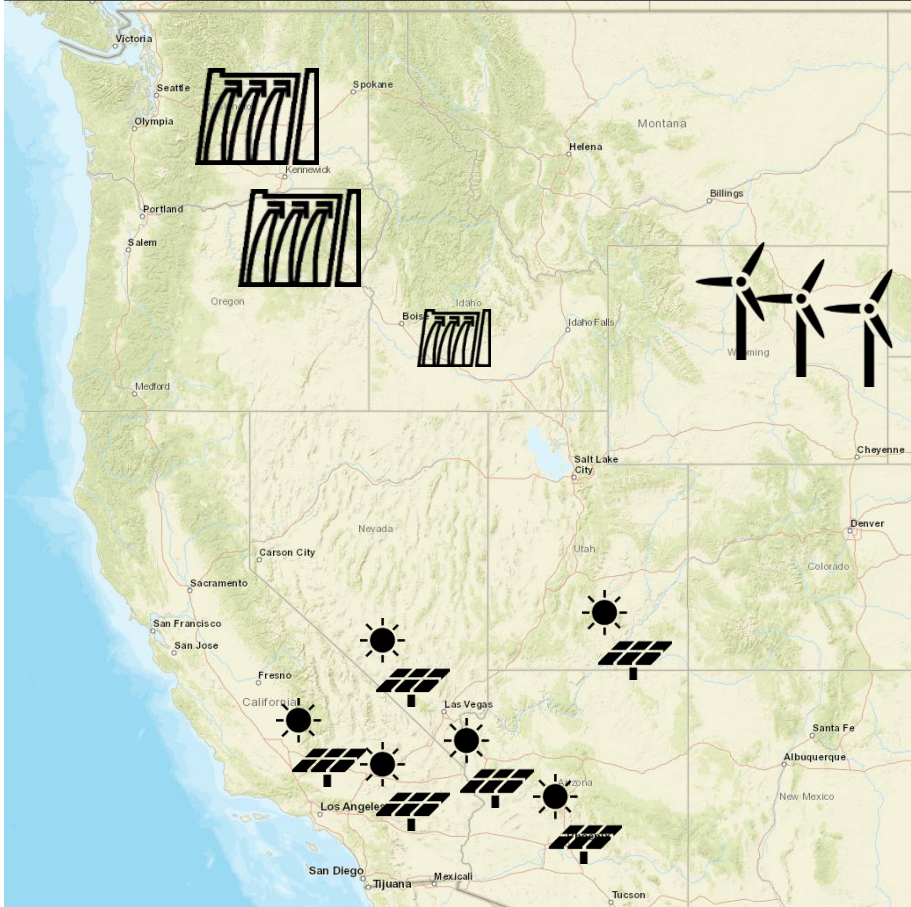 Victoria
Seattle
Spokane
Olympia
Montana
Helena
Kennewick
Billings
Portland
Salem
Oregon
Idaho
Boise
Idaho Falls
Wyoming
Medford
Cheyenne
Salt Lake
City
Nevada
Denver
Carson City
Utah
Colorado
Sacramento
San Francisco
San Jose
Fresno
California
Las Vegas
Santa Fe
Albuquerque
Arizona
New Mexico
Los Angeles
Phoenix
San Diego
Mexicali
Tijuana
Tucson